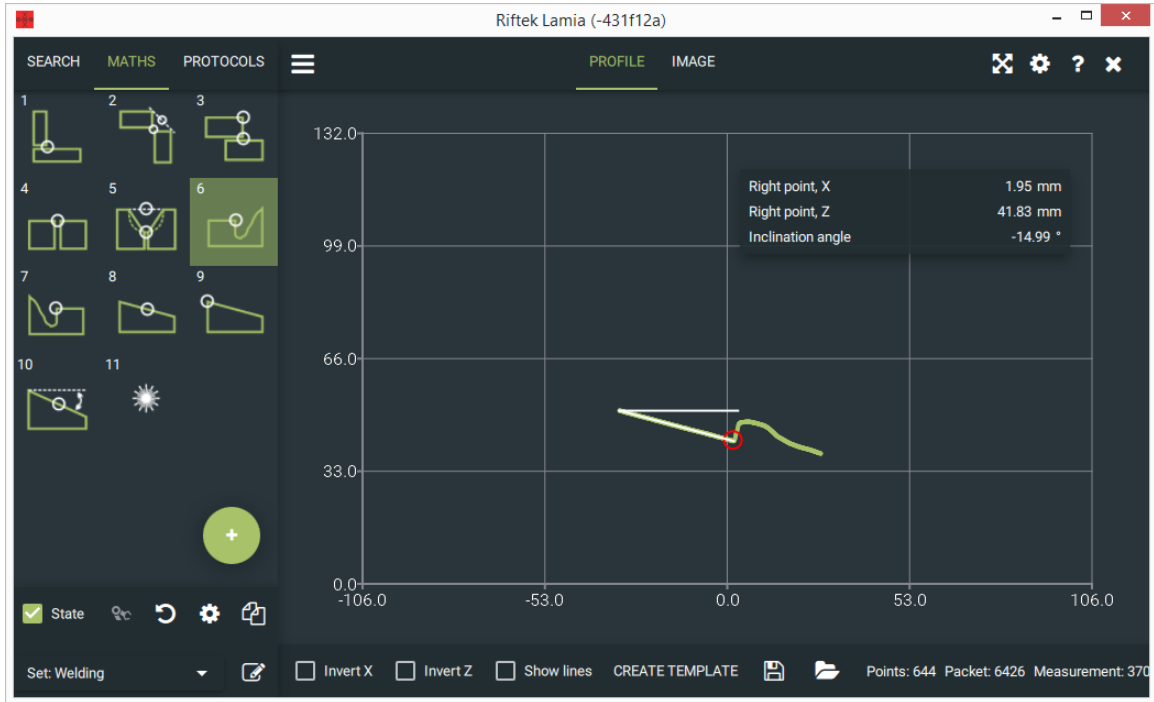 Riftek Lamia (-431f12a)
SEARCH MATHS PROTOCOLS
PROFILE IMAGE
?
1 2 3
4 5 6
7 8 9
10 11
132.0
99.0
66.0
33.0
0.0
-106.0 -53.0 0.0 53.0 106.0
Right point, X 1.95 mm
Right point, Z 41.83 mm
Inclination angle -14.99 °
State
Set: Welding
Invert X Invert Z Show lines CREATE TEMPLATE Points: 644 Packet: 6426 Measurement: 370